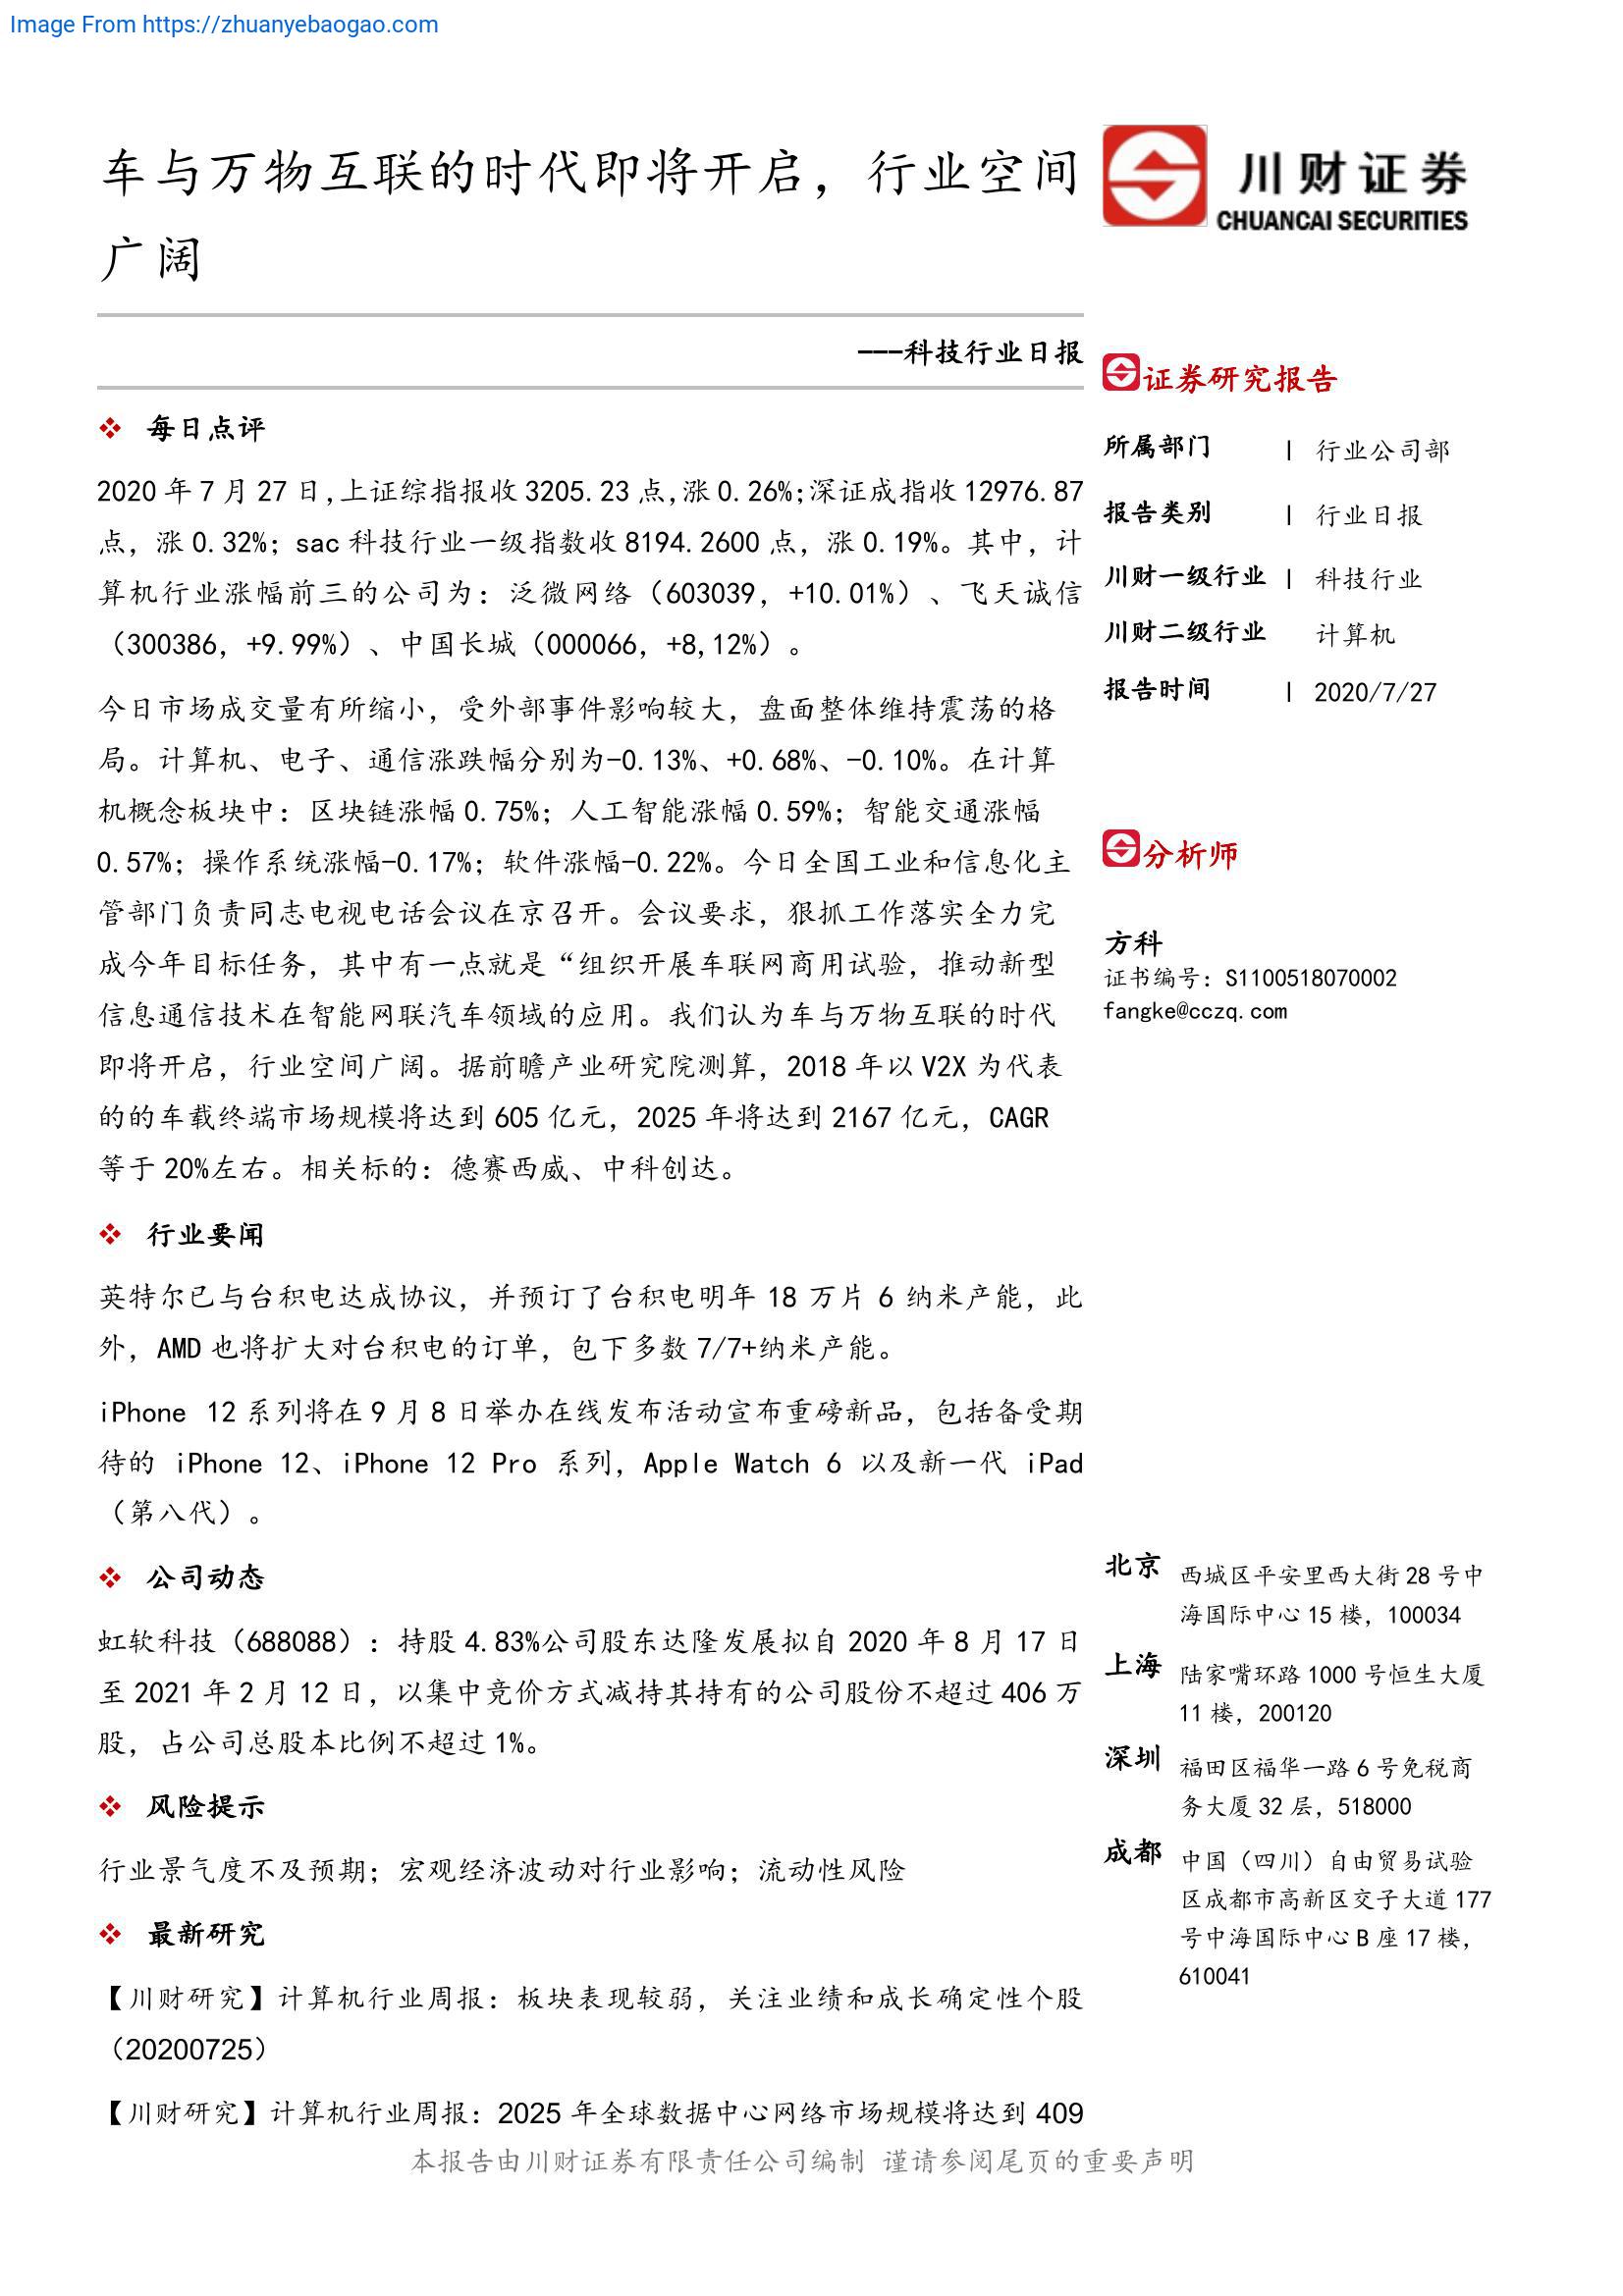 Image From https://zhuanyebaogao.com
车与万物互联的时代即将开启，行业空间
广阔
川财证券
CHUANCAI SECURITIES
---科技行业日报
每日点评
2020 年 7 月 27 日,上证综指报收 3205.23 点,涨 0.26%;深证成指收 12976.87
点，涨 0.32%；sac 科技行业一级指数收 8194.2600 点，涨 0.19%。其中，计
算机行业涨幅前三的公司为：泛微网络（603039，+10.01%）、飞天诚信
（300386，+9.99%）、中国长城（000066，+8,12%）。
今日市场成交量有所缩小，受外部事件影响较大，盘面整体维持震荡的格
局。计算机、电子、通信涨跌幅分别为-0.13%、+0.68%、-0.10%。在计算
机概念板块中：区块链涨幅 0.75%；人工智能涨幅 0.59%；智能交通涨幅
0.57%；操作系统涨幅-0.17%；软件涨幅-0.22%。今日全国工业和信息化主
管部门负责同志电视电话会议在京召开。会议要求，狠抓工作落实全力完
成今年目标任务，其中有一点就是“组织开展车联网商用试验，推动新型
信息通信技术在智能网联汽车领域的应用。我们认为车与万物互联的时代
即将开启，行业空间广阔。据前瞻产业研究院测算，2018 年以 V2X 为代表
的的车载终端市场规模将达到 605 亿元，2025 年将达到 2167 亿元，CAGR
等于 20%左右。相关标的：德赛西威、中科创达。
行业要闻
英特尔已与台积电达成协议，并预订了台积电明年 18 万片 6 纳米产能，此
外，AMD 也将扩大对台积电的订单，包下多数 7/7+纳米产能。
iPhone 12 系列将在 9 月 8 日举办在线发布活动宣布重磅新品，包括备受期
待的 iPhone 12、iPhone 12 Pro 系列，Apple Watch 6 以及新一代 iPad
（第八代）。
公司动态
虹软科技（688088）：持股 4.83%公司股东达隆发展拟自 2020 年 8 月 17 日
至 2021 年 2 月 12 日，以集中竞价方式减持其持有的公司股份不超过 406 万
股，占公司总股本比例不超过 1%。
风险提示
行业景气度不及预期；宏观经济波动对行业影响；流动性风险
最新研究
【川财研究】计算机行业周报：板块表现较弱，关注业绩和成长确定性个股
（20200725）
【川财研究】计算机行业周报：2025 年全球数据中心网络市场规模将达到 409
证券研究报告
所属部门 | 行业公司部
报告类别 | 行业日报
川财一级行业 | 科技行业
川财二级行业 计算机
报告时间 | 2020/7/27
分析师
方科
证书编号：S1100518070002
fangke@cczq.com
北京 西城区平安里西大街 28 号中
海国际中心 15 楼，100034
上海 陆家嘴环路 1000 号恒生大厦
11 楼，200120
深圳 福田区福华一路 6 号免税商
务大厦 32 层，518000
成都 中国（四川）自由贸易试验
区成都市高新区交子大道 177
号中海国际中心 B 座 17 楼，
610041
本报告由川财证券有限责任公司编制 谨请参阅尾页的重要声明